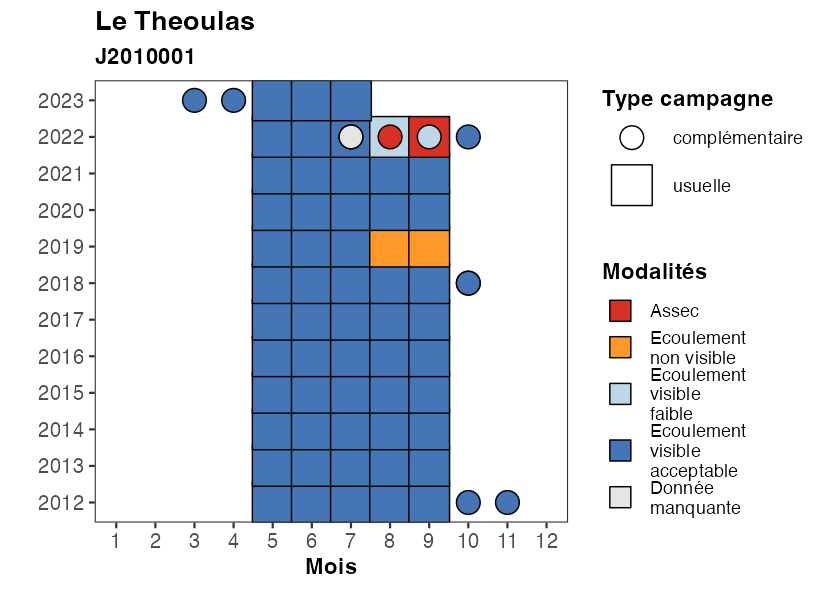 Le Theoulas
J2010001
2023
2022
2021
2020
2019
2018
2017
2016
2015
2014
2013
2012
1 2 3 4 5 6 7 8 9 10 11 12
Mois
Type campagne
complémentaire
usuelle
Modalités
Assec
Ecoulement
non visible
Ecoulement
visible
faible
Ecoulement
visible
acceptable
Donnée
manquante